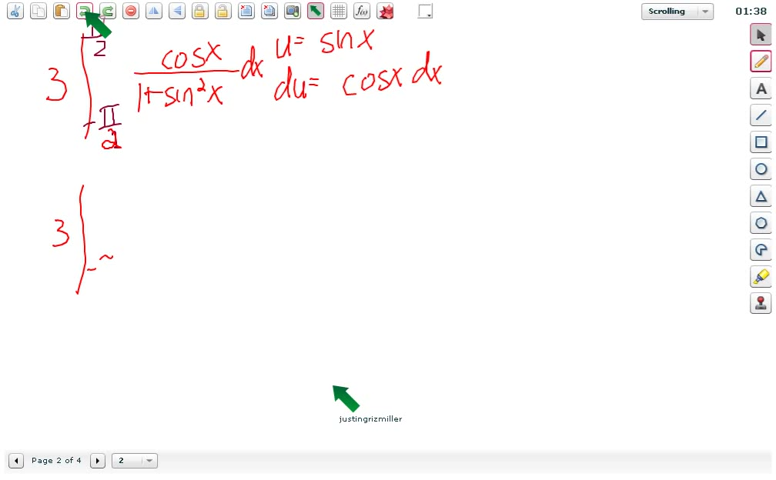 Scrolling 01:38
π/2
3 ∫ cosx/(1+sin²x) dx u= sinx
du= cosx dx
-π/2
3 ∫
- ~
justingrizmiller
Page 2 of 4 2
f(x)
A